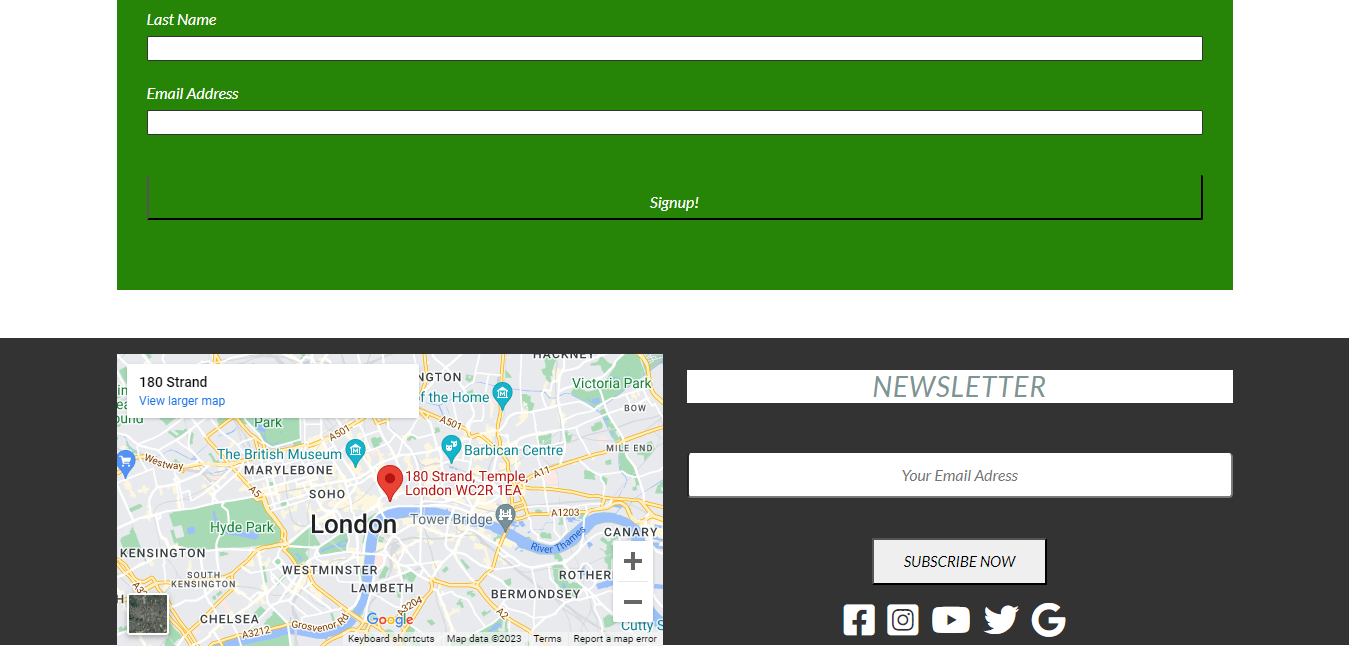 Last Name
Email Address
Signup!
180 Strand
View larger map
HACKNEY
NGTON
Victoria Park
of the Home
BOW
Park
A501
A501
The British Museum
Barbican Centre
MILE END
Westway
MARYLEBONE
A5
A11
180 Strand, Temple,
London WC2R 1EA
SOHO
Hyde Park
London
Tower Bridge
A1203
CANARY
River Thames
KENSINGTON
WESTMINSTER
SOUTH
KENSINGTON
ROTHER
LAMBETH
BERMONDSEY
A3204
CHELSEA
Grosvenor Rd
Google
A3212
A2
Cutty S
Keyboard shortcuts
Map data ©2023
Terms
Report a map error
NEWSLETTER
Your Email Adress
SUBSCRIBE NOW